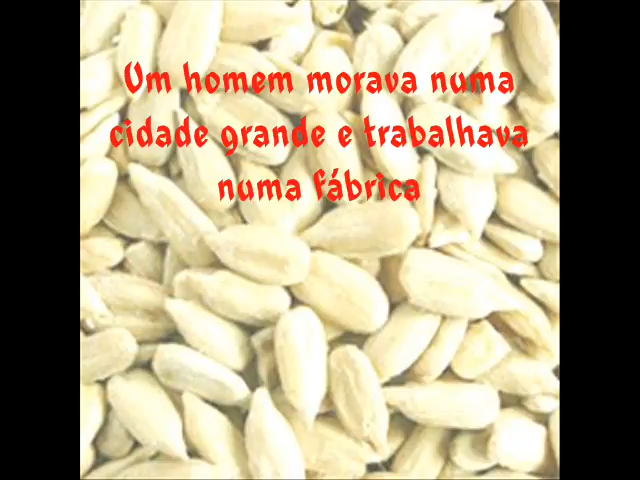 Um homem morava numa
cidade grande e trabalhava
numa fábrica